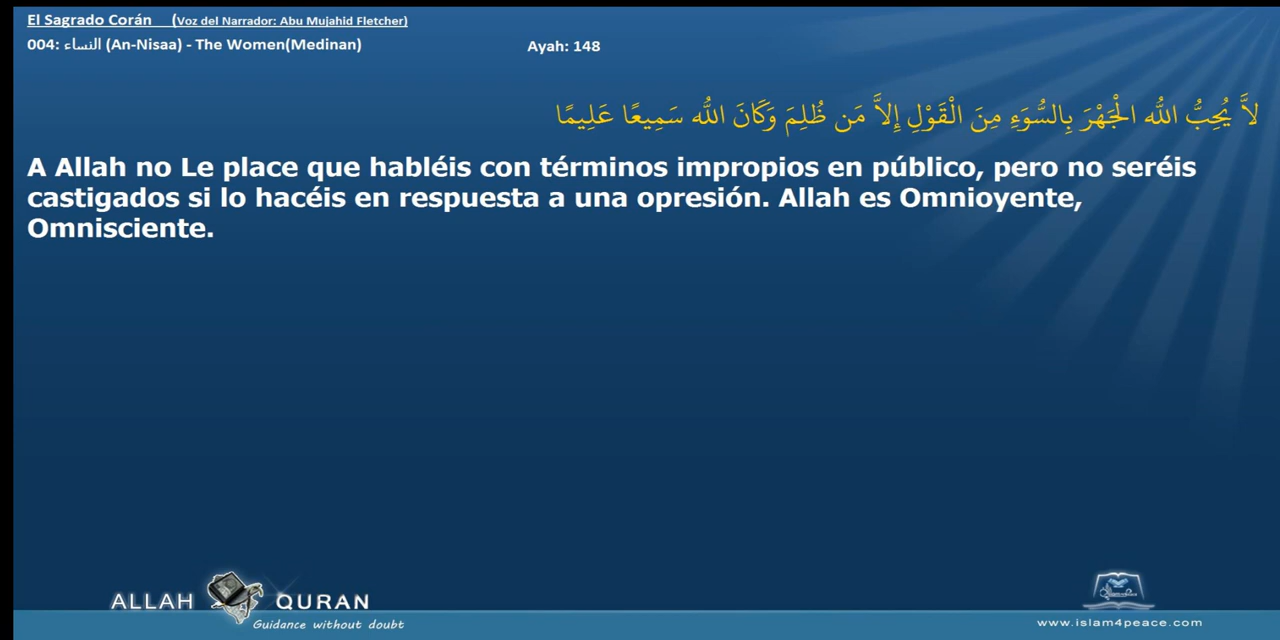 El Sagrado Corán (Voz del Narrador: Abu Mujahid Fletcher)
004: النساء (An-Nisaa) - The Women(Medinan)
Ayah: 148
لاَّ يُحِبُّ اللّه الْجَهْرَ بِالسُّوَءِ مِنَ الْقَوْلِ إِلاَّ مَن ظُلِمَ وَكَانَ اللّه سَمِيعًا عَلِيمًا
A Allah no Le place que habléis con términos impropios en público, pero no seréis
castigados si lo hacéis en respuesta a una opresión. Allah es Omnioyente,
Omnisciente.
ALLAH QURAN
Guidance without doubt
www.islam4peace.com